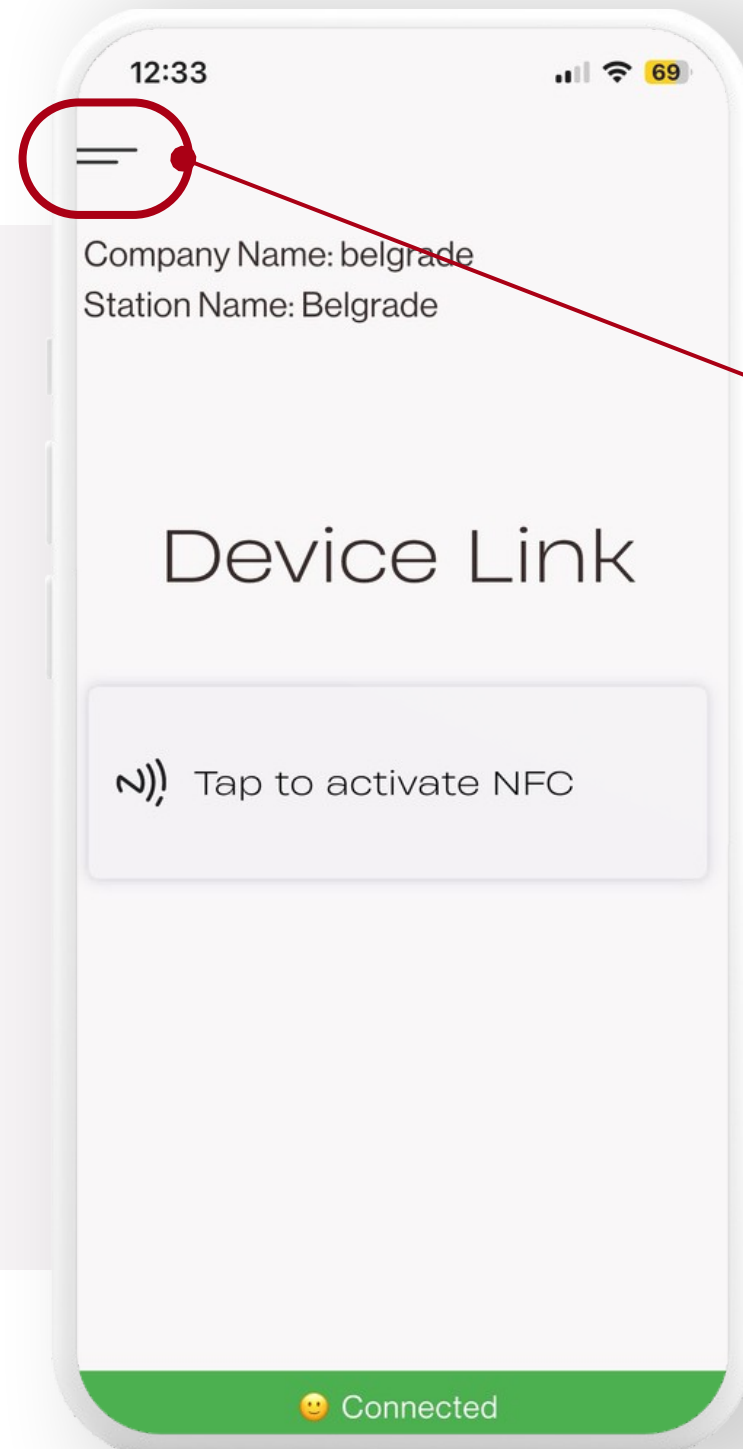 12:33
69
Company Name: belgrade
Station Name: Belgrade
Device Link
Tap to activate NFC
🙂 Connected